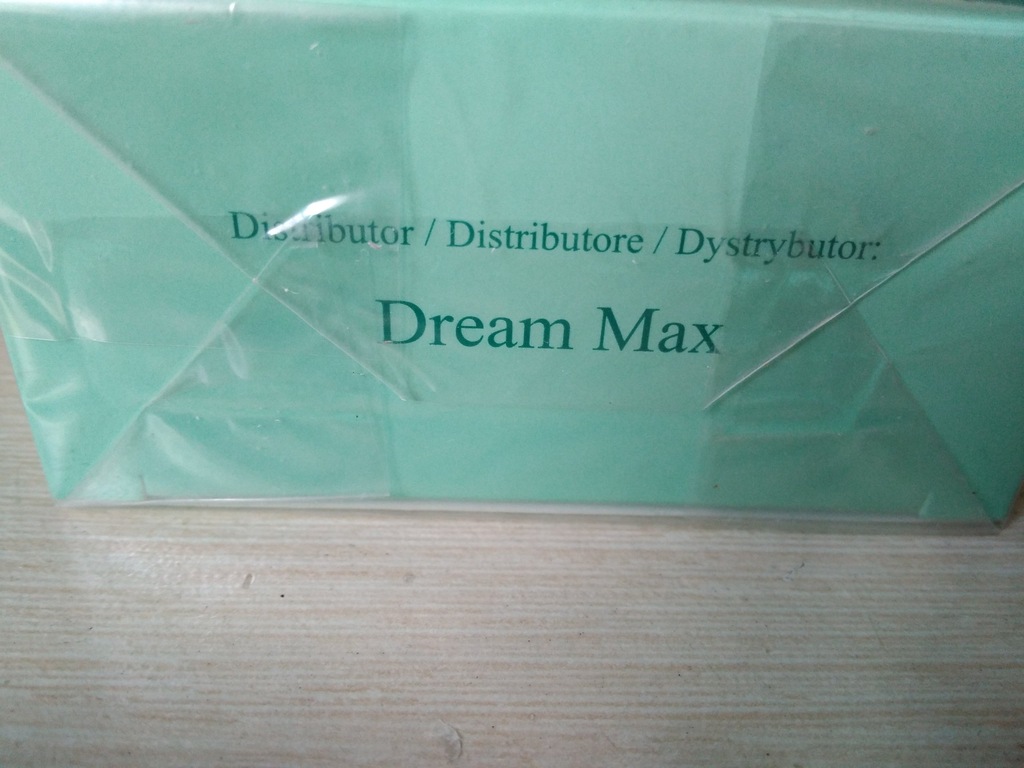 Distributor / Distributore / Dystrybutor:
Dream Max